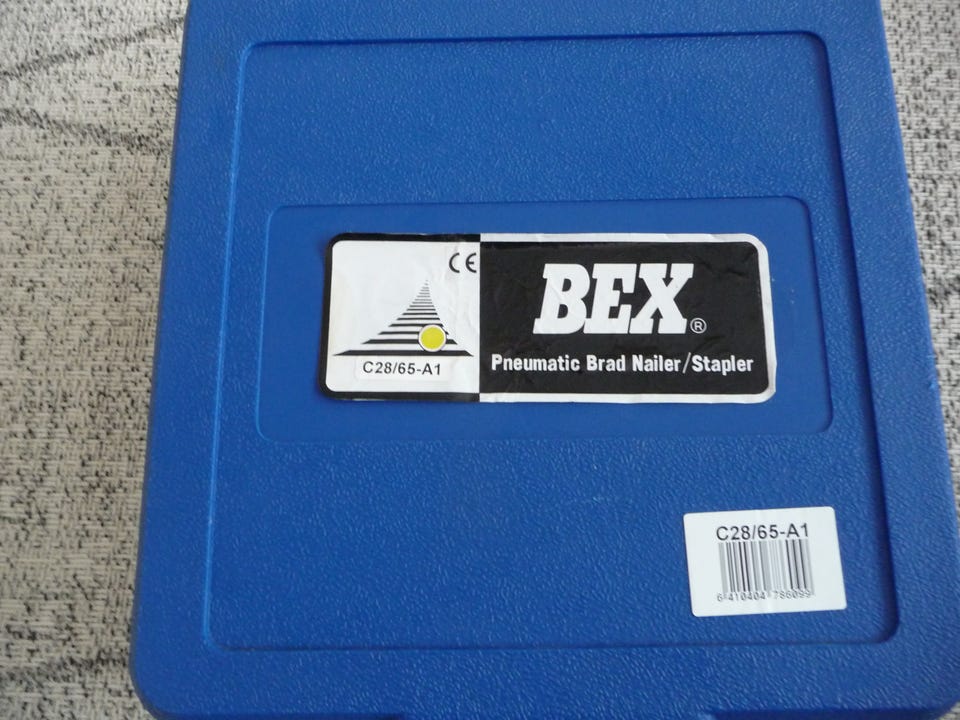 CE
BEX®
Pneumatic Brad Nailer/Stapler
C28/65-A1
C28/65-A1
6 410404 786099